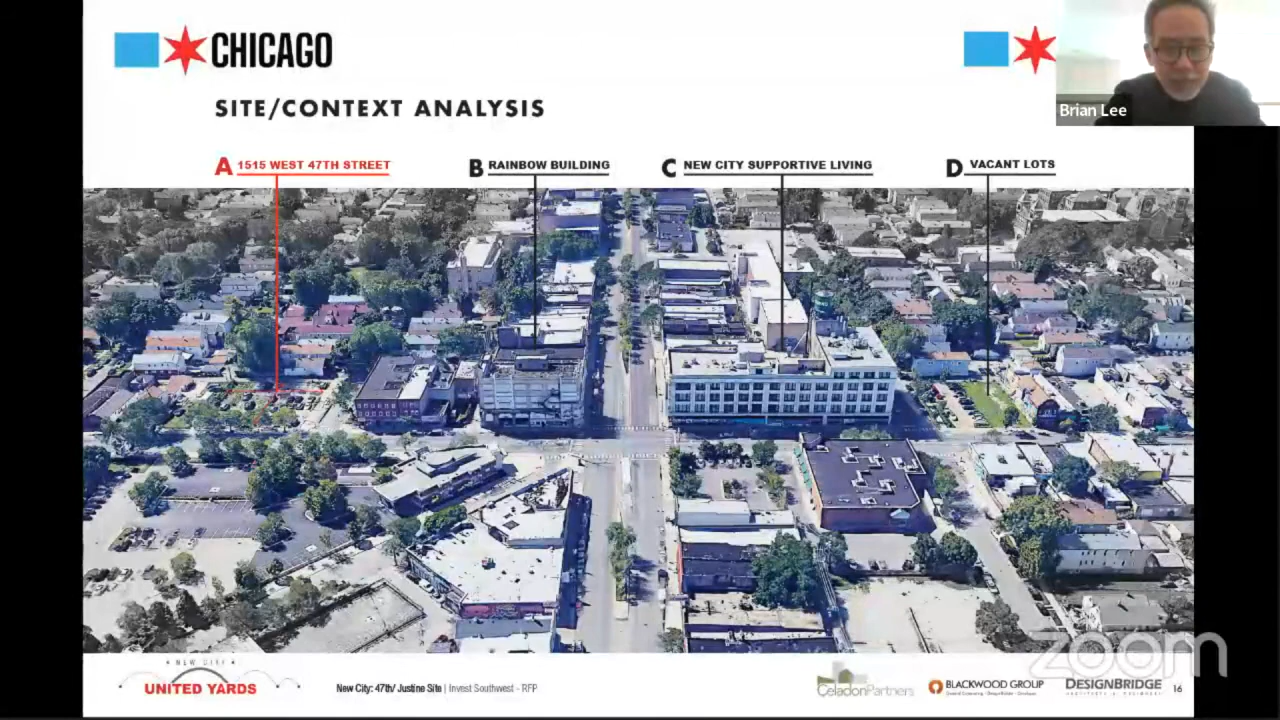 CHICAGO
Brian Lee
SITE/CONTEXT ANALYSIS
A 1515 WEST 47TH STREET
B RAINBOW BUILDING
C NEW CITY SUPPORTIVE LIVING
D VACANT LOTS
zoom
NEW CITY
UNITED YARDS
New City: 47th/ Justine Site | Invest Southwest - RFP
CeladonPartners
BLACKWOOD GROUP
DESIGNBRIDGE
16